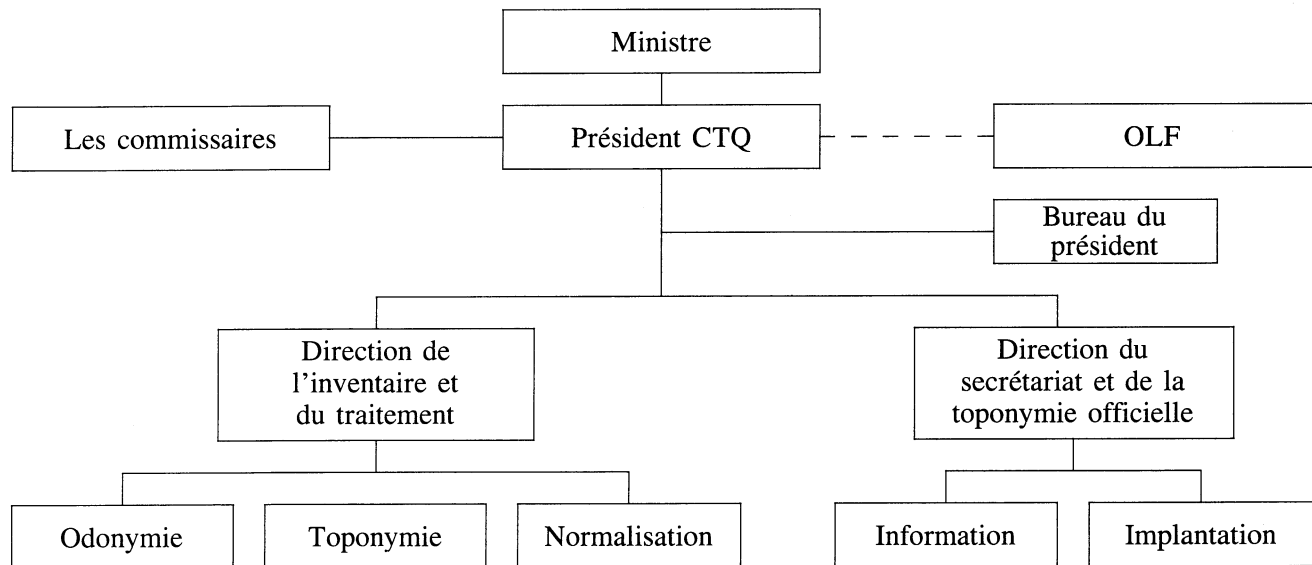 Ministre
Les commissaires
Président CTQ
OLF
Bureau du
président
Direction de
l'inventaire et
du traitement
Direction du
secrétariat et de la
toponymie officielle
Odonymie
Toponymie
Normalisation
Information
Implantation